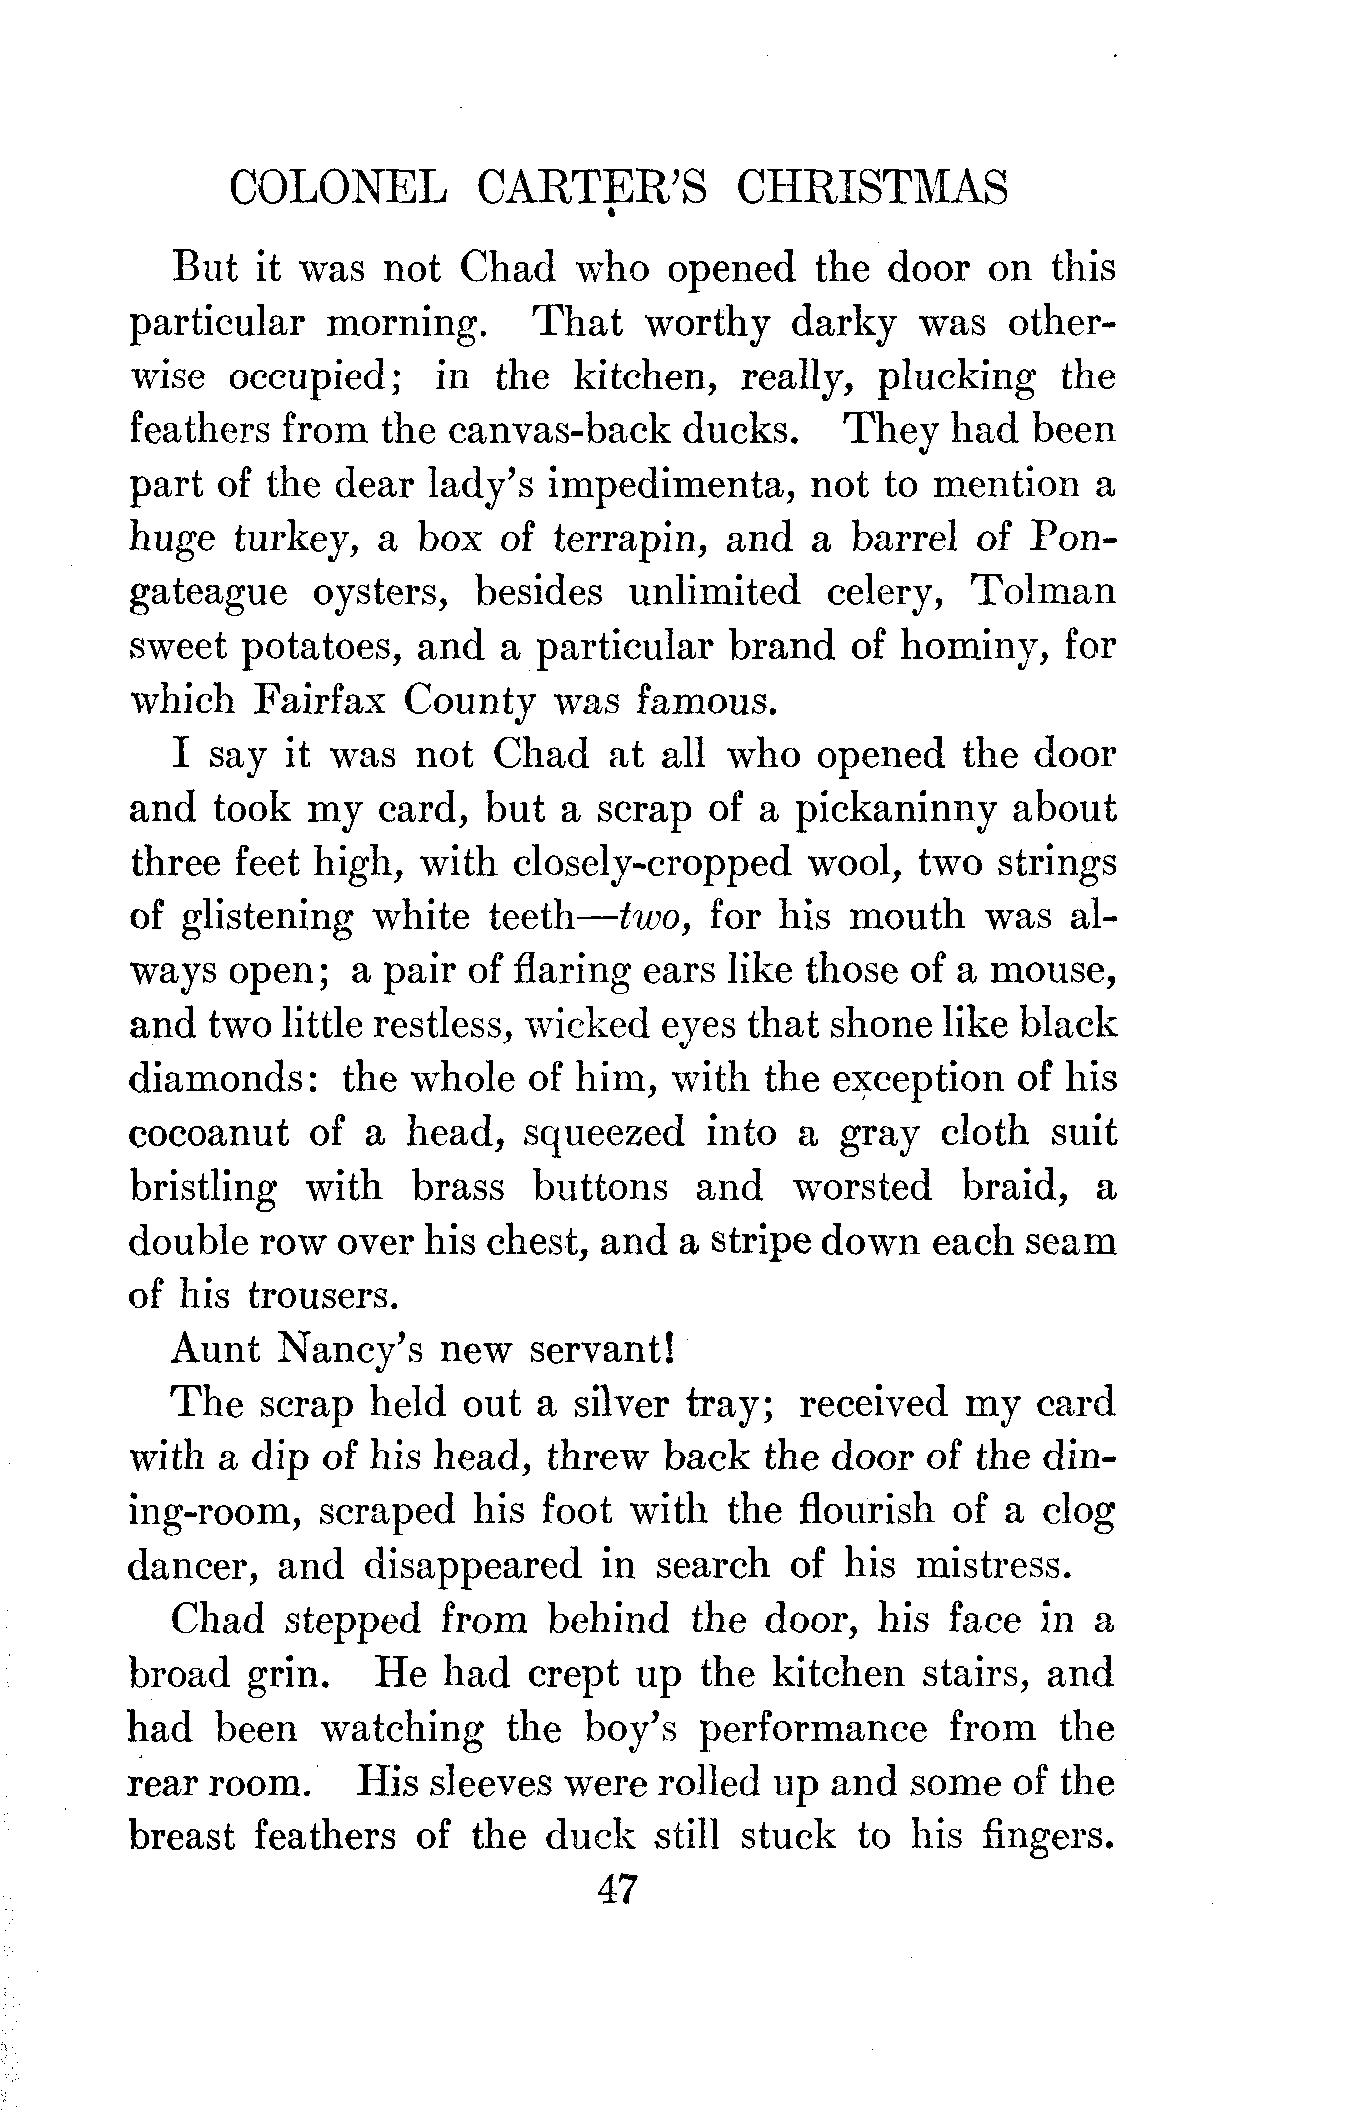 COLONEL CARTER'S CHRISTMAS
But it was not Chad who opened the door on this
particular morning. That worthy darky was other-
wise occupied; in the kitchen, really, plucking the
feathers from the canvas-back ducks. They had been
part of the dear lady's impedimenta, not to mention a
huge turkey, a box of terrapin, and a barrel of Pon-
gateague oysters, besides unlimited celery, Tolman
sweet potatoes, and a particular brand of hominy, for
which Fairfax County was famous.
I say it was not Chad at all who opened the door
and took my card, but a scrap of a pickaninny about
three feet high, with closely-cropped wool, two strings
of glistening white teeth—two, for his mouth was al-
ways open; a pair of flaring ears like those of a mouse,
and two little restless, wicked eyes that shone like black
diamonds: the whole of him, with the exception of his
cocoanut of a head, squeezed into a gray cloth suit
bristling with brass buttons and worsted braid, a
double row over his chest, and a stripe down each seam
of his trousers.
Aunt Nancy's new servant!
The scrap held out a silver tray; received my card
with a dip of his head, threw back the door of the din-
ing-room, scraped his foot with the flourish of a clog
dancer, and disappeared in search of his mistress.
Chad stepped from behind the door, his face in a
broad grin. He had crept up the kitchen stairs, and
had been watching the boy's performance from the
rear room. His sleeves were rolled up and some of the
breast feathers of the duck still stuck to his fingers.
47